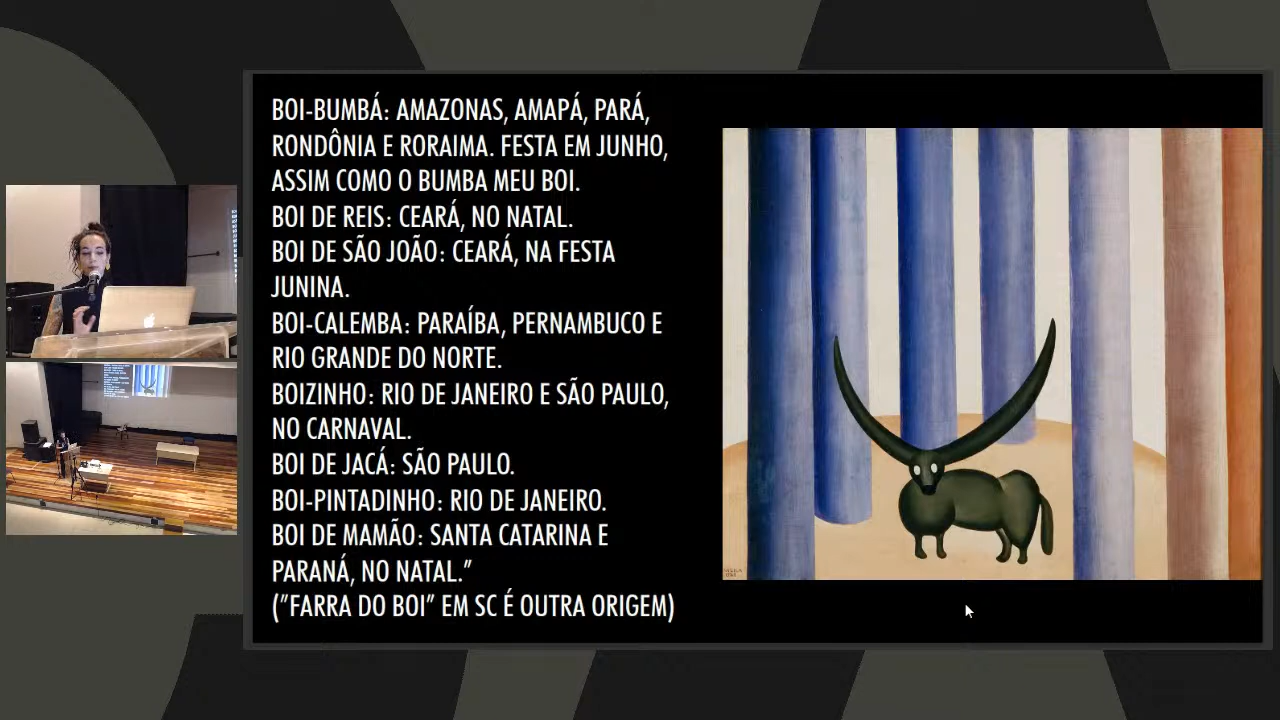 BOI-BUMBÁ: AMAZONAS, AMAPÁ, PARÁ,
RONDÔNIA E RORAIMA. FESTA EM JUNHO,
ASSIM COMO O BUMBA MEU BOI.
BOI DE REIS: CEARÁ, NO NATAL.
BOI DE SÃO JOÃO: CEARÁ, NA FESTA
JUNINA.
BOI-CALEMBA: PARAÍBA, PERNAMBUCO E
RIO GRANDE DO NORTE.
BOIZINHO: RIO DE JANEIRO E SÃO PAULO,
NO CARNAVAL.
BOI DE JACÁ: SÃO PAULO.
BOI-PINTADINHO: RIO DE JANEIRO.
BOI DE MAMÃO: SANTA CATARINA E
PARANÁ, NO NATAL.”
(”FARRA DO BOI” EM SC É OUTRA ORIGEM)